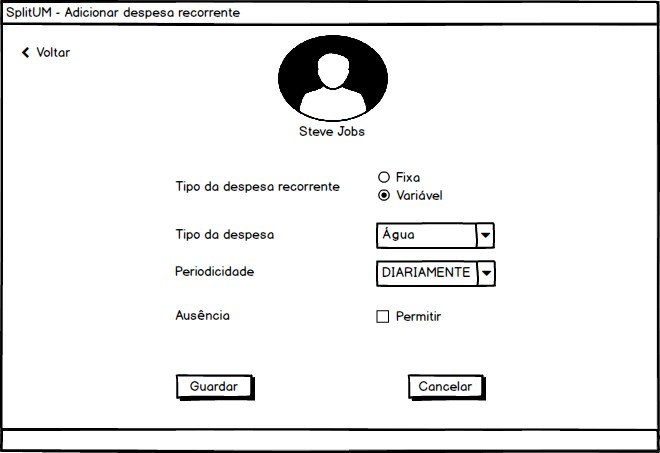 SplitUM - Adicionar despesa recorrente
Voltar
Steve Jobs
Tipo da despesa recorrente
Fixa
Variável
Tipo da despesa
Água
Periodicidade
DIARIAMENTE
Ausência
Permitir
Guardar
Cancelar